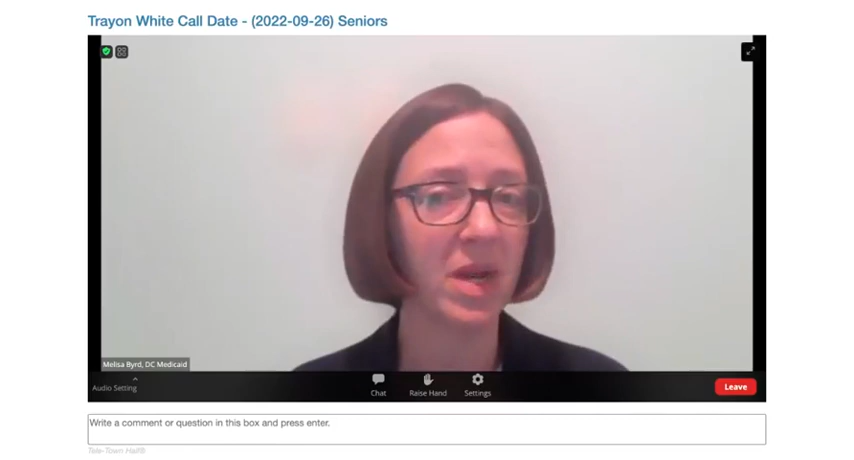 Trayon White Call Date - (2022-09-26) Seniors
Melisa Byrd, DC Medicaid
Audio Setting
Chat
Raise Hand
Settings
Leave
Write a comment or question in this box and press enter.
Tele-Town Hall®